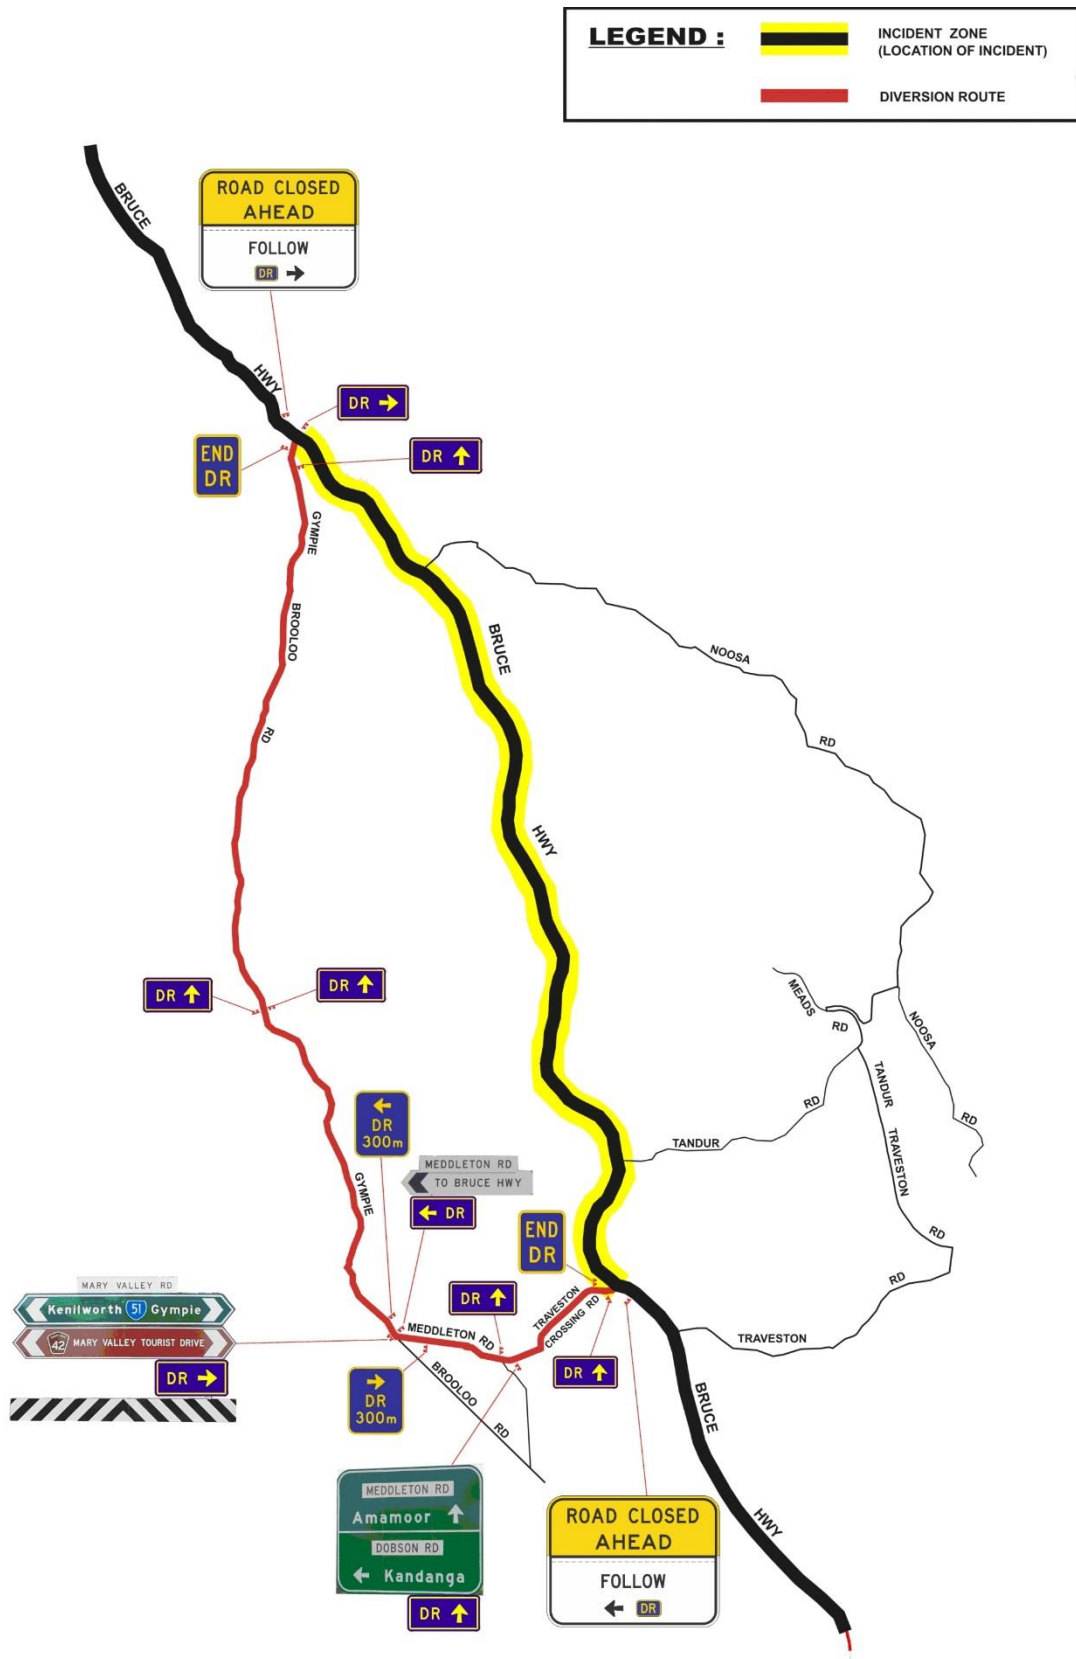 LEGEND :
INCIDENT ZONE
(LOCATION OF INCIDENT)
DIVERSION ROUTE
BRUCE
ROAD CLOSED
AHEAD
FOLLOW
DR
HWY
DR
END
DR
DR
GYMPIE
BROOLOO
RD
BRUCE
HWY
NOOSA
RD
DR
DR
MEADS
RD
NOOSA
RD
TANDUR
TRAVESTON
RD
TANDUR
RD
DR
300m
GYMPIE
MEDDLETON RD
TO BRUCE HWY
DR
END
DR
MARY VALLEY RD
Kenilworth 51 Gympie
42 MARY VALLEY TOURIST DRIVE
DR
DR
MEDDLETON RD
TRAVESTON
CROSSING RD
TRAVESTON
RD
BROOLOO
RD
DR
300m
DR
BRUCE
HWY
MEDDLETON RD
Amamoor
DOBSON RD
Kandanga
DR
ROAD CLOSED
AHEAD
FOLLOW
DR